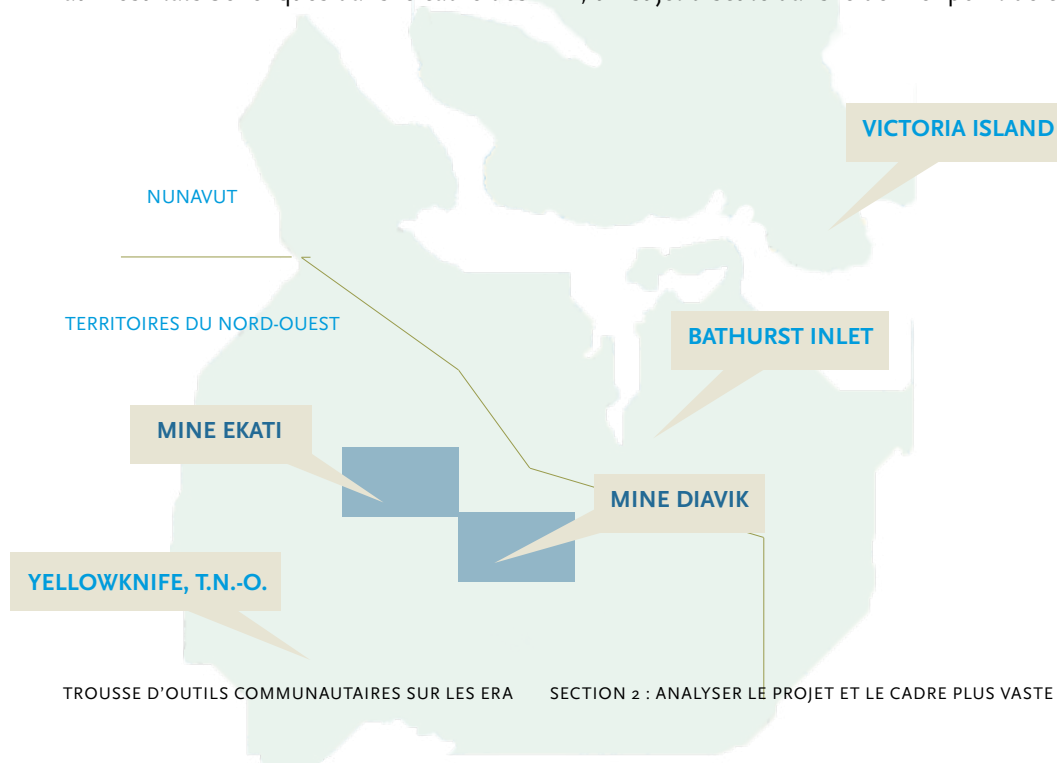 VICTORIA ISLAND
NUNAVUT
TERRITOIRES DU NORD-OUEST
BATHURST INLET
MINE EKATI
MINE DIAVIK
YELLOWKNIFE, T.N.-O.
TROUSSE D’OUTILS COMMUNAUTAIRES SUR LES ERA SECTION 2 : ANALYSER LE PROJET ET LE CADRE PLUS VASTE